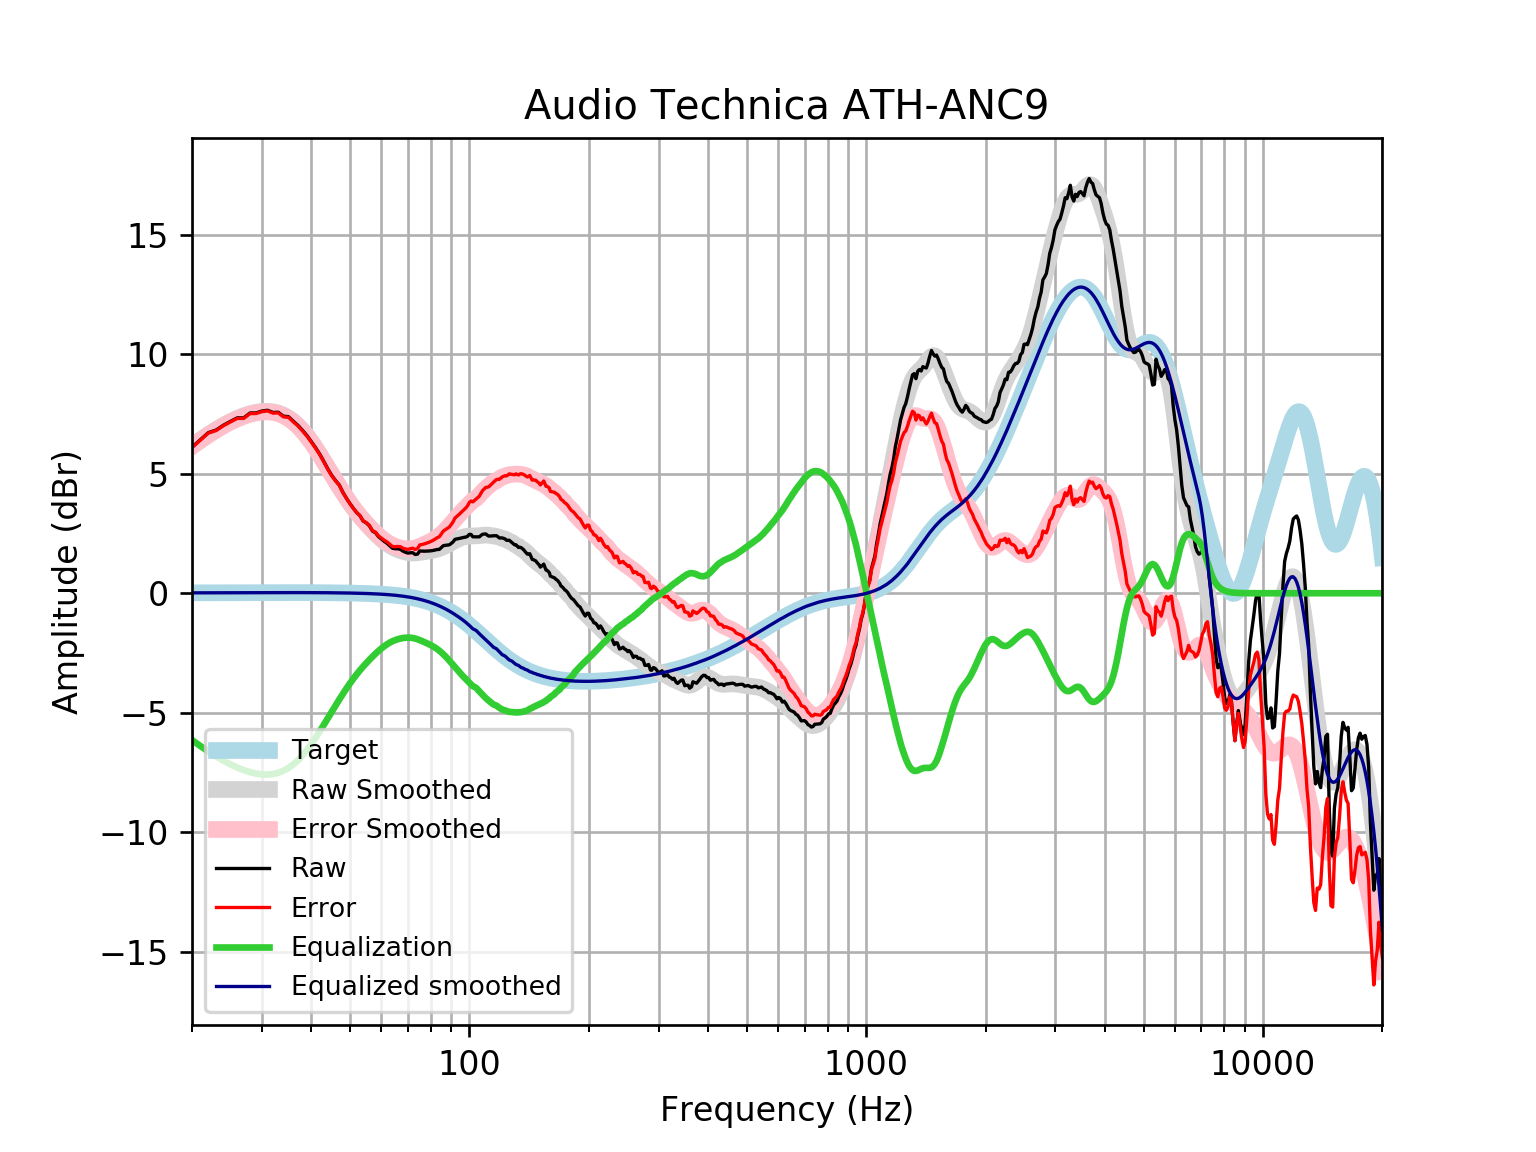 Audio Technica ATH-ANC9
Amplitude (dBr)
15
10
5
0
−5
−10
−15
Target
Raw Smoothed
Error Smoothed
Raw
Error
Equalization
Equalized smoothed
100
1000
10000
Frequency (Hz)